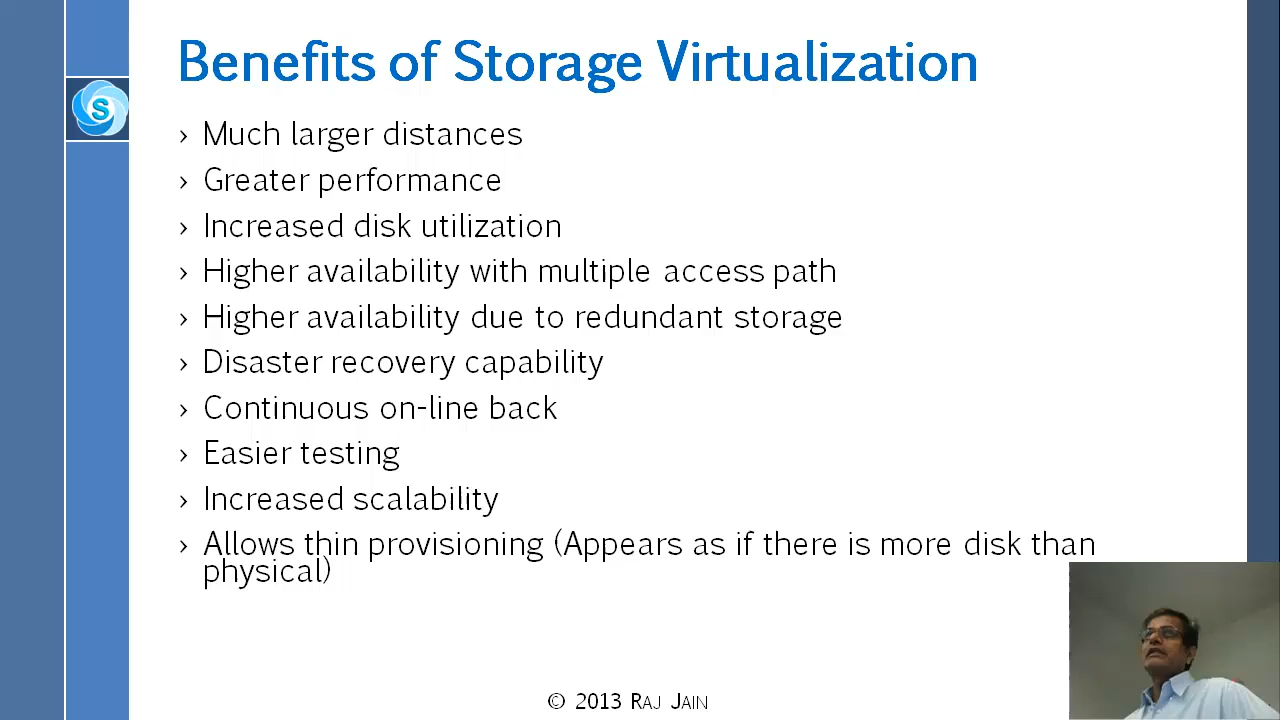 Benefits of Storage Virtualization
S
› Much larger distances
› Greater performance
› Increased disk utilization
› Higher availability with multiple access path
› Higher availability due to redundant storage
› Disaster recovery capability
› Continuous on-line back
› Easier testing
› Increased scalability
› Allows thin provisioning (Appears as if there is more disk than
physical)
© 2013 RAJ JAIN